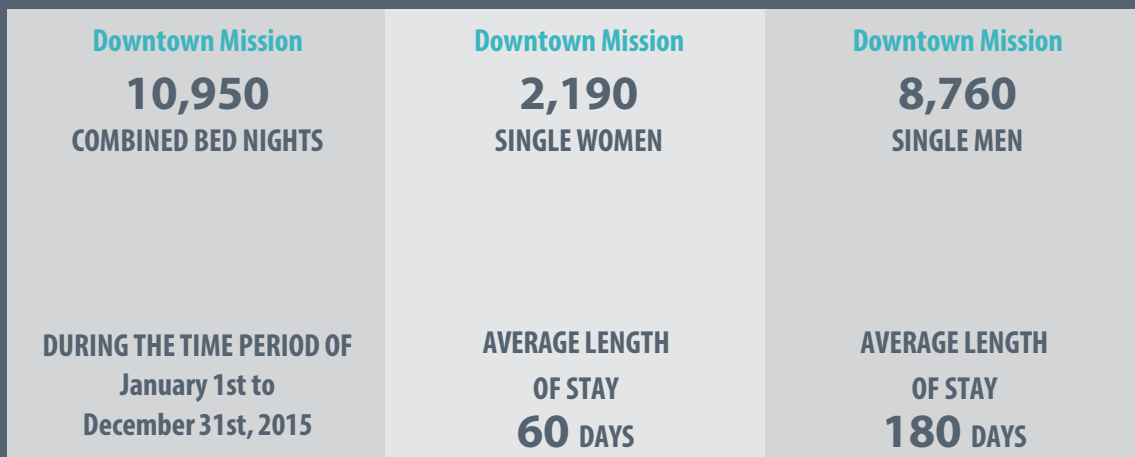 Downtown Mission
10,950
COMBINED BED NIGHTS
DURING THE TIME PERIOD OF
January 1st to
December 31st, 2015
Downtown Mission
2,190
SINGLE WOMEN
AVERAGE LENGTH
OF STAY
60 DAYS
Downtown Mission
8,760
SINGLE MEN
AVERAGE LENGTH
OF STAY
180 DAYS